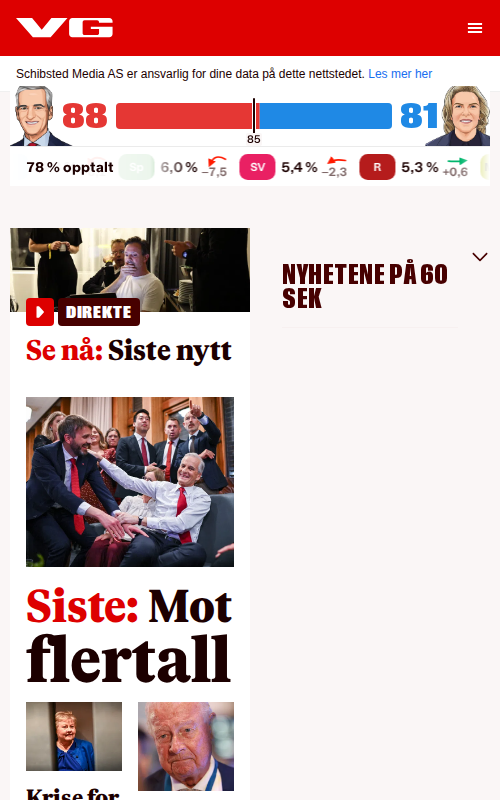 VG
Schibsted Media AS er ansvarlig for dine data på dette nettstedet. Les mer her
88
81
85
78 % opptalt Sp 6,0 % −7,5 SV 5,4 % −2,3 R 5,3 % +0,6
DIREKTE
Se nå: Siste nytt
NYHETENE PÅ 60
SEK
Siste: Mot
flertall
Krise for